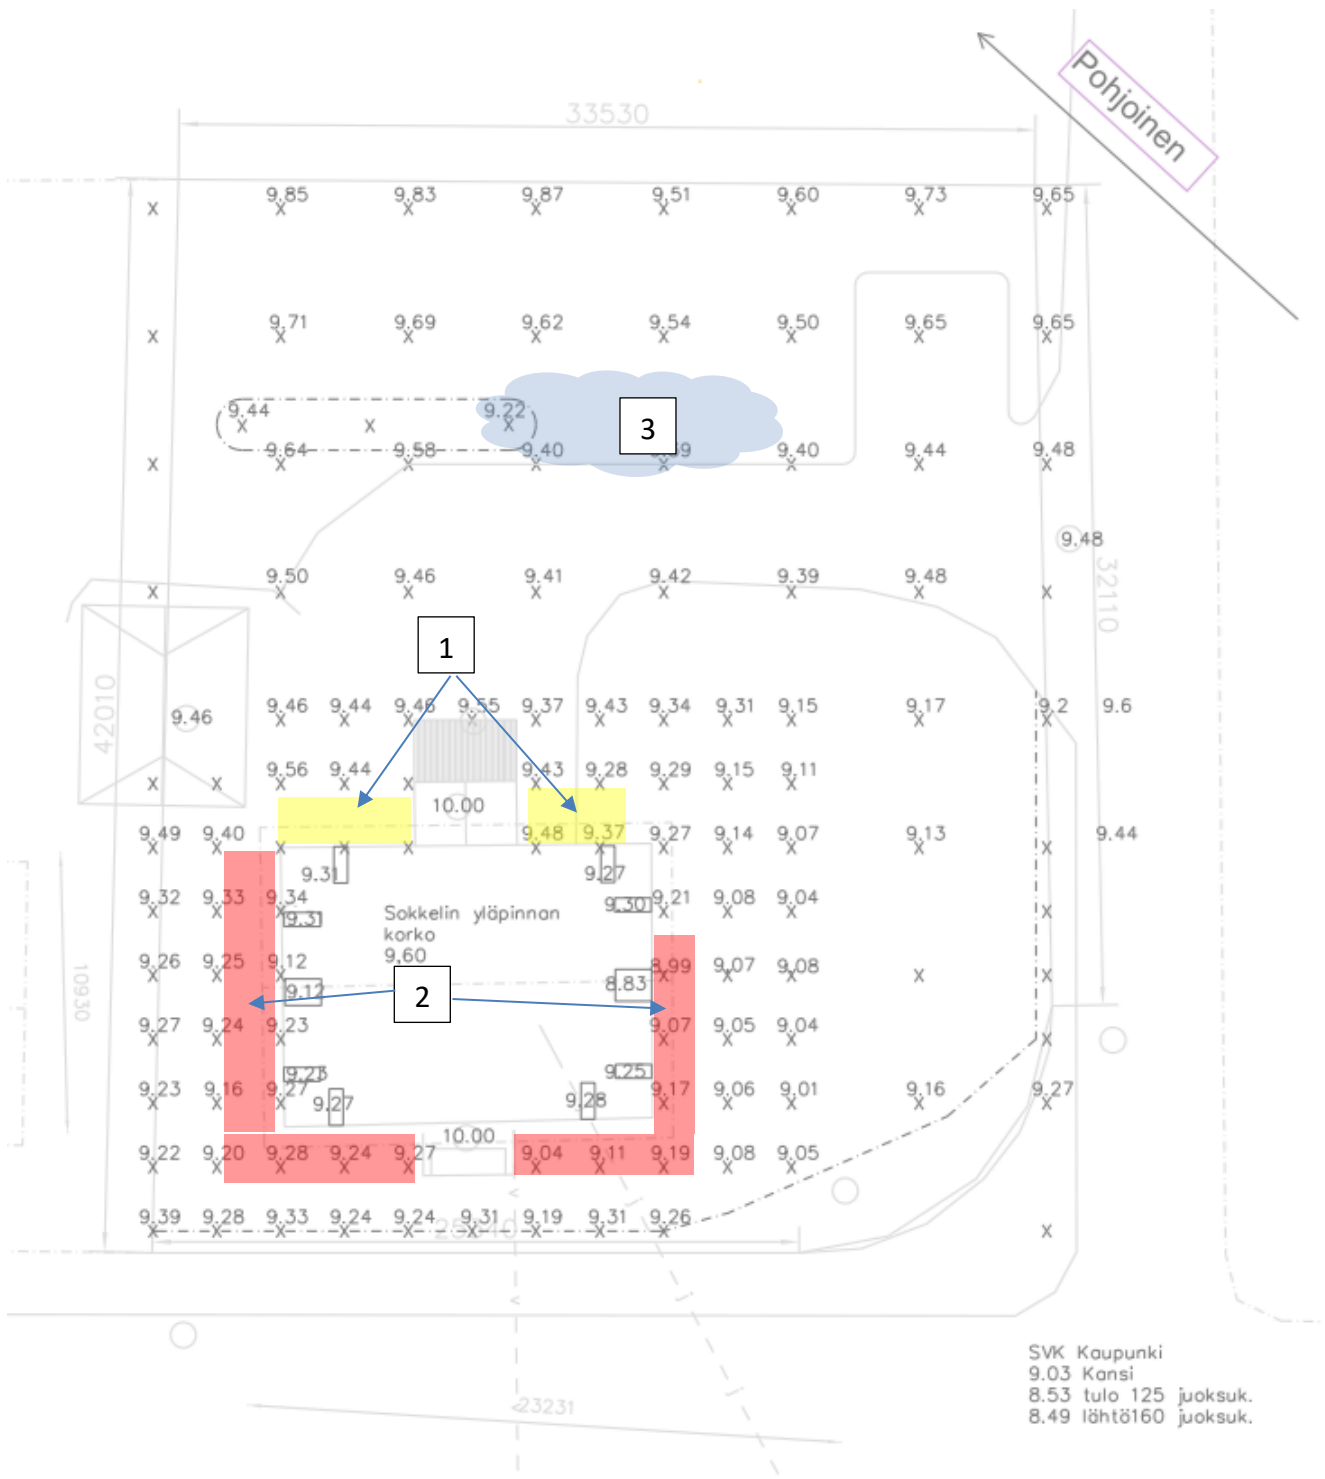 Pohjoinen
33530
9.85 9.83 9.87 9.51 9.60 9.73 9.65
X X X X X X X X
9.71 9.69 9.62 9.54 9.50 9.65 9.65
X X X X X X X X
9.44 9.22
X X X
3
9.64 9.58 9.40 9.40 9.44 9.48
X X X X X X X X
9.48
32110
9.50 9.46 9.41 9.42 9.39 9.48
X X X X X X X X
1
42010
9.46
9.46 9.44 9.46 9.55 9.37 9.43 9.34 9.31 9.15 9.17 9.2 9.6
X X X X X X X X X X X
9.56 9.44 9.43 9.28 9.29 9.15 9.11
X X X X X X X X X X
10.00
9.49 9.40 9.48 9.37 9.27 9.14 9.07 9.13 9.44
X X X X X X X X X X X X
9.31 9.27
9.32 9.33 9.34 9.30 9.21 9.08 9.04
X X X X X X X
9.31
Sokkelin yläpinnan
korko
9.60
9.26 9.25 9.12 8.99 9.07 9.08
X X X X X X X X
9.12 8.83
2
10930
9.27 9.24 9.23 9.07 9.05 9.04
X X X X X X X
9.23 9.25
9.23 9.16 9.27 9.17 9.06 9.01 9.16 9.27
X X X X X X X X
9.27 9.28
10.00
9.22 9.20 9.28 9.24 9.27 9.04 9.11 9.19 9.08 9.05
X X X X X X X X X X
9.39 9.28 9.33 9.24 9.24 9.31 9.19 9.31 9.26
X X X X X X X X X X
23231
SVK Kaupunki
9.03 Kansi
8.53 tulo 125 juoksuk.
8.49 lähtö160 juoksuk.